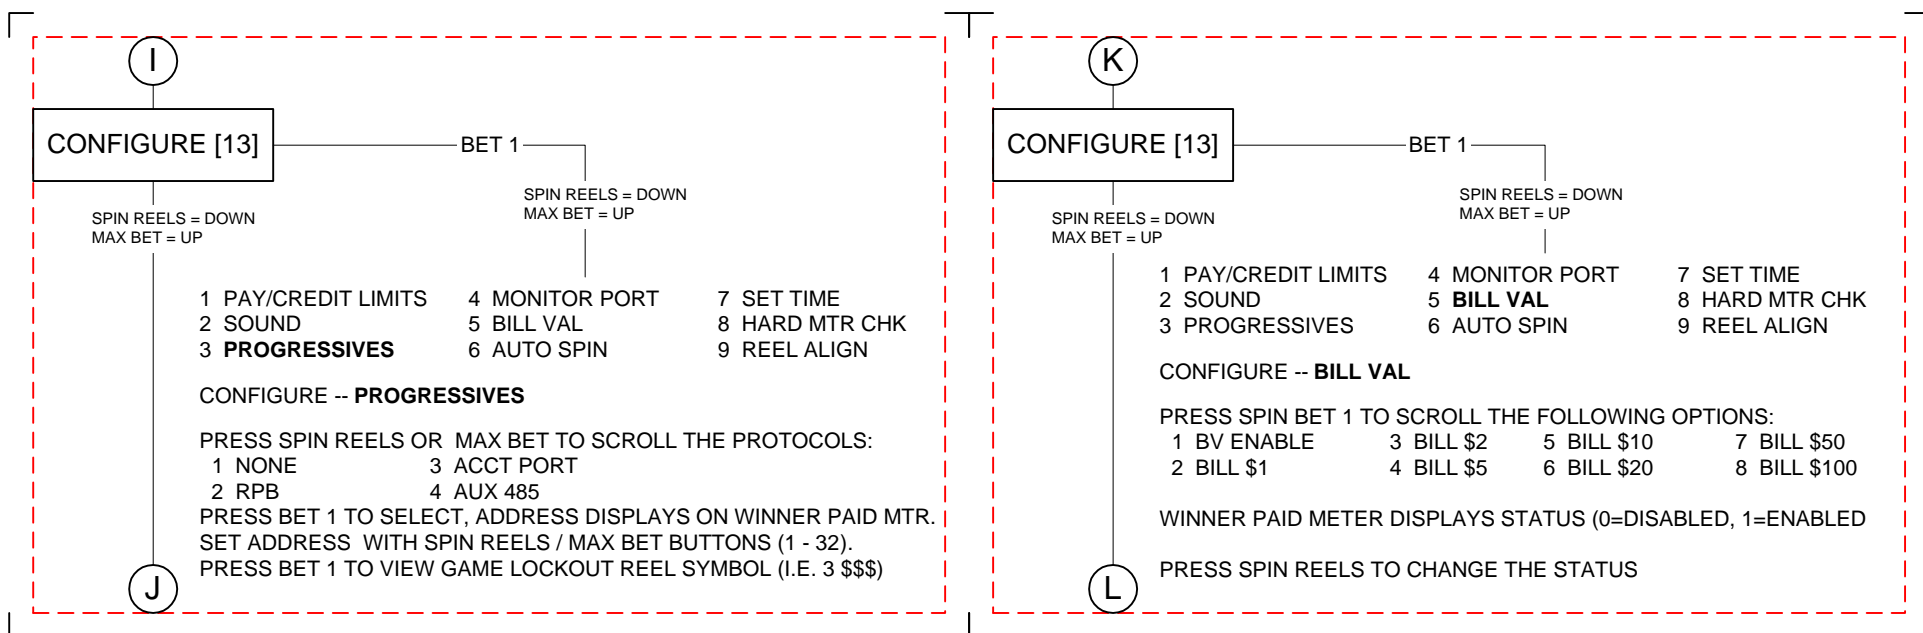 I
CONFIGURE [13]
BET 1
SPIN REELS = DOWN
MAX BET = UP
SPIN REELS = DOWN
MAX BET = UP
1 PAY/CREDIT LIMITS 4 MONITOR PORT 7 SET TIME
2 SOUND 5 BILL VAL 8 HARD MTR CHK
3 PROGRESSIVES 6 AUTO SPIN 9 REEL ALIGN
CONFIGURE -- PROGRESSIVES
PRESS SPIN REELS OR MAX BET TO SCROLL THE PROTOCOLS:
1 NONE 3 ACCT PORT
2 RPB 4 AUX 485
PRESS BET 1 TO SELECT, ADDRESS DISPLAYS ON WINNER PAID MTR.
SET ADDRESS WITH SPIN REELS / MAX BET BUTTONS (1 - 32).
PRESS BET 1 TO VIEW GAME LOCKOUT REEL SYMBOL (I.E. 3 $$$)
J
K
CONFIGURE [13]
BET 1
SPIN REELS = DOWN
MAX BET = UP
SPIN REELS = DOWN
MAX BET = UP
1 PAY/CREDIT LIMITS 4 MONITOR PORT 7 SET TIME
2 SOUND 5 BILL VAL 8 HARD MTR CHK
3 PROGRESSIVES 6 AUTO SPIN 9 REEL ALIGN
CONFIGURE -- BILL VAL
PRESS SPIN BET 1 TO SCROLL THE FOLLOWING OPTIONS:
1 BV ENABLE 3 BILL $2 5 BILL $10 7 BILL $50
2 BILL $1 4 BILL $5 6 BILL $20 8 BILL $100
WINNER PAID METER DISPLAYS STATUS (0=DISABLED, 1=ENABLED
PRESS SPIN REELS TO CHANGE THE STATUS
L